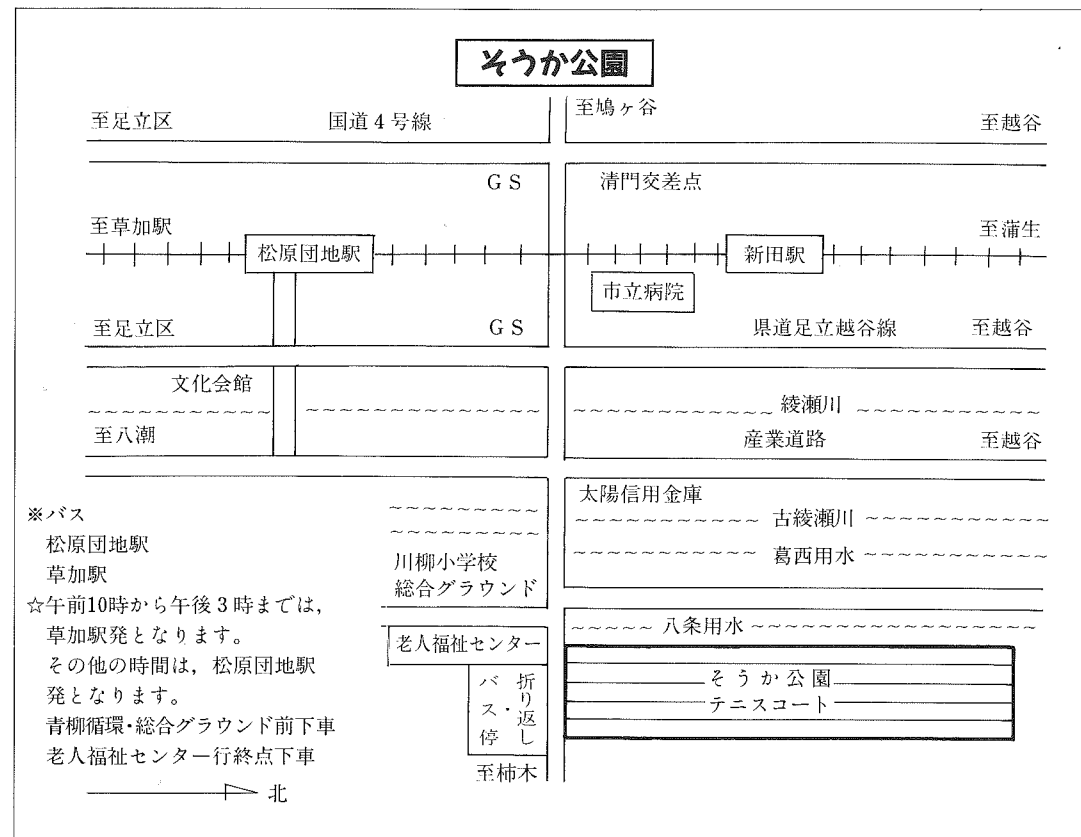 そうか公園
至足立区 国道4号線 至鳩ヶ谷 至越谷
GS 清門交差点
至草加駅 至蒲生
松原団地駅 新田駅
市立病院
至足立区 GS 県道足立越谷線 至越谷
文化会館
綾瀬川
至八潮 産業道路 至越谷
太陽信用金庫
古綾瀬川
葛西用水
川柳小学校
総合グラウンド
八条用水
老人福祉センター
そうか公園
テニスコート
バス停・折り返し
至柿木
※バス
松原団地駅
草加駅
☆午前10時から午後3時までは,
草加駅発となります。
その他の時間は,松原団地駅
発となります。
青柳循環・総合グラウンド前下車
老人福祉センター行終点下車
北